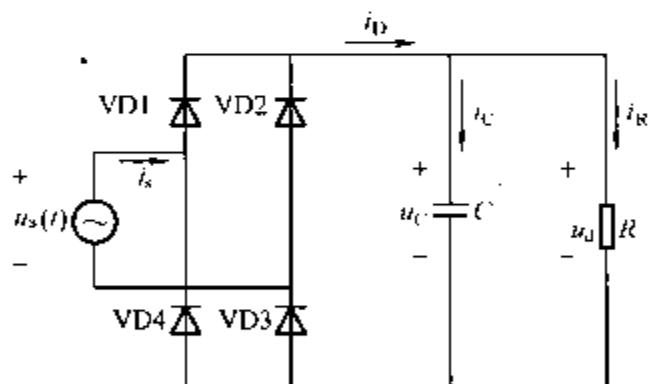 i_D
VD1
VD2
i_C
i_R
i_s
+
+
+
u_s(t)
u_C
C
u_d
R
−
−
−
VD4
VD3